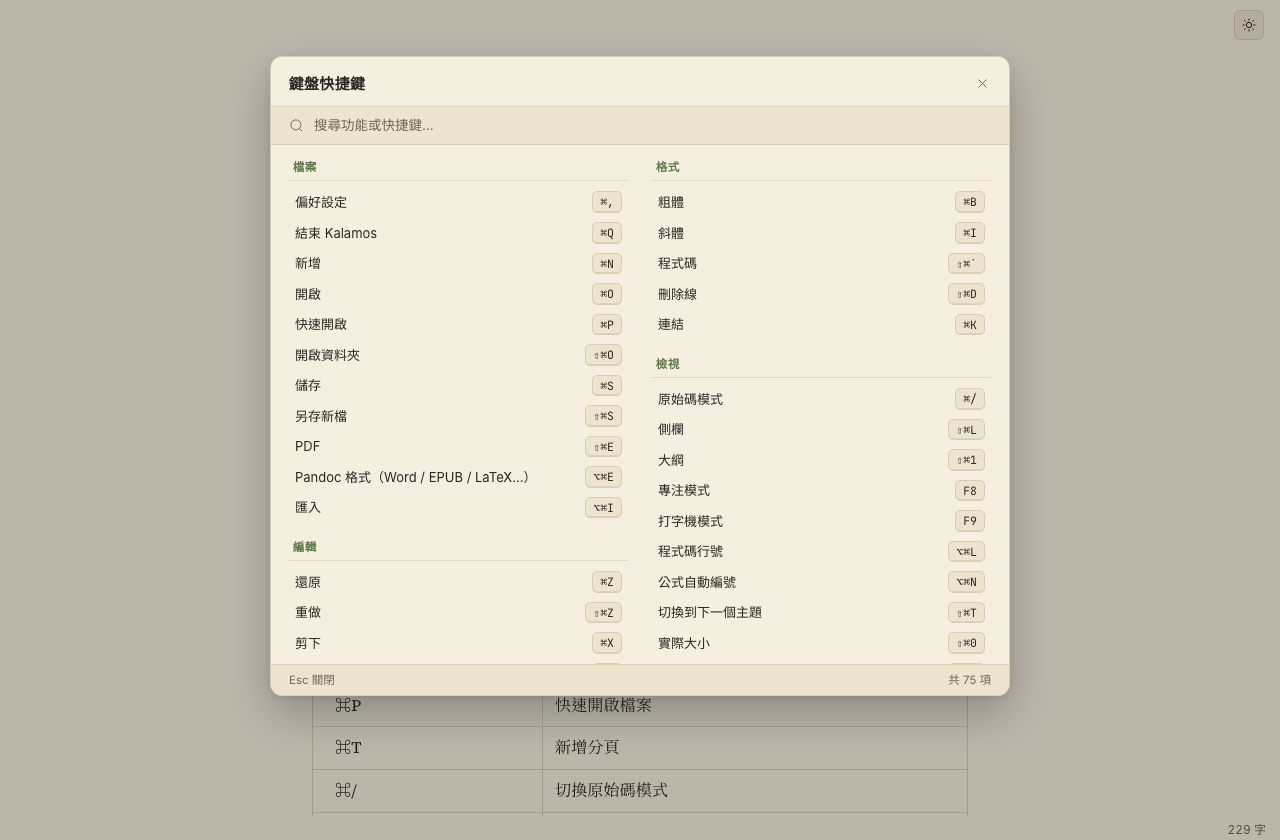 鍵盤快捷鍵
搜尋功能或快捷鍵...
檔案
偏好設定 ⌘,
結束 Kalamos ⌘Q
新增 ⌘N
開啟 ⌘O
快速開啟 ⌘P
開啟資料夾 ⇧⌘O
儲存 ⌘S
另存新檔 ⇧⌘S
PDF ⇧⌘E
Pandoc 格式（Word / EPUB / LaTeX...） ⌥⌘E
匯入 ⌥⌘I
編輯
還原 ⌘Z
重做 ⇧⌘Z
剪下 ⌘X
格式
粗體 ⌘B
斜體 ⌘I
程式碼 ⇧⌘`
刪除線 ⇧⌘D
連結 ⌘K
檢視
原始碼模式 ⌘/
側欄 ⇧⌘L
大綱 ⇧⌘1
專注模式 F8
打字機模式 F9
程式碼行號 ⌥⌘L
公式自動編號 ⌥⌘N
切換到下一個主題 ⇧⌘T
實際大小 ⇧⌘0
Esc 關閉
共 75 項
⌘P 快速開啟檔案
⌘T 新增分頁
⌘/ 切換原始碼模式
229 字